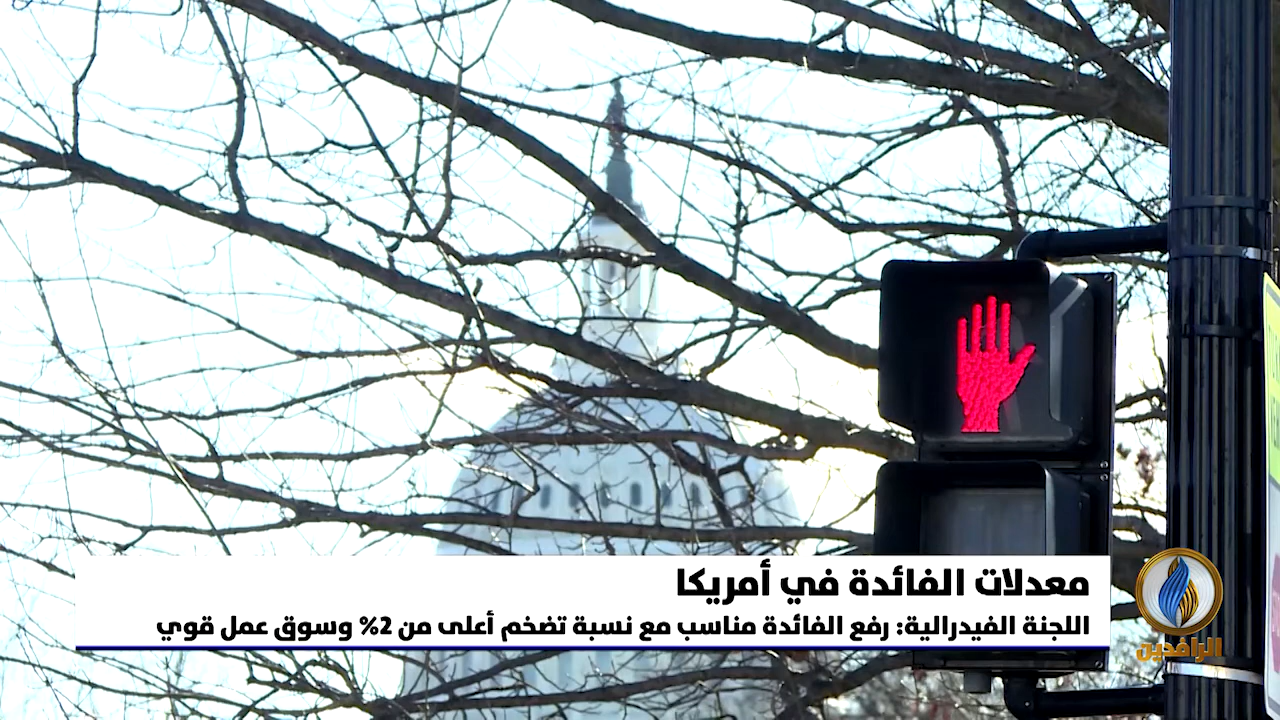 معدلات الفائدة في أمريكا
اللجنة الفيدرالية: رفع الفائدة مناسب مع نسبة تضخم أعلى من 2% وسوق عمل قوي
الرافدين